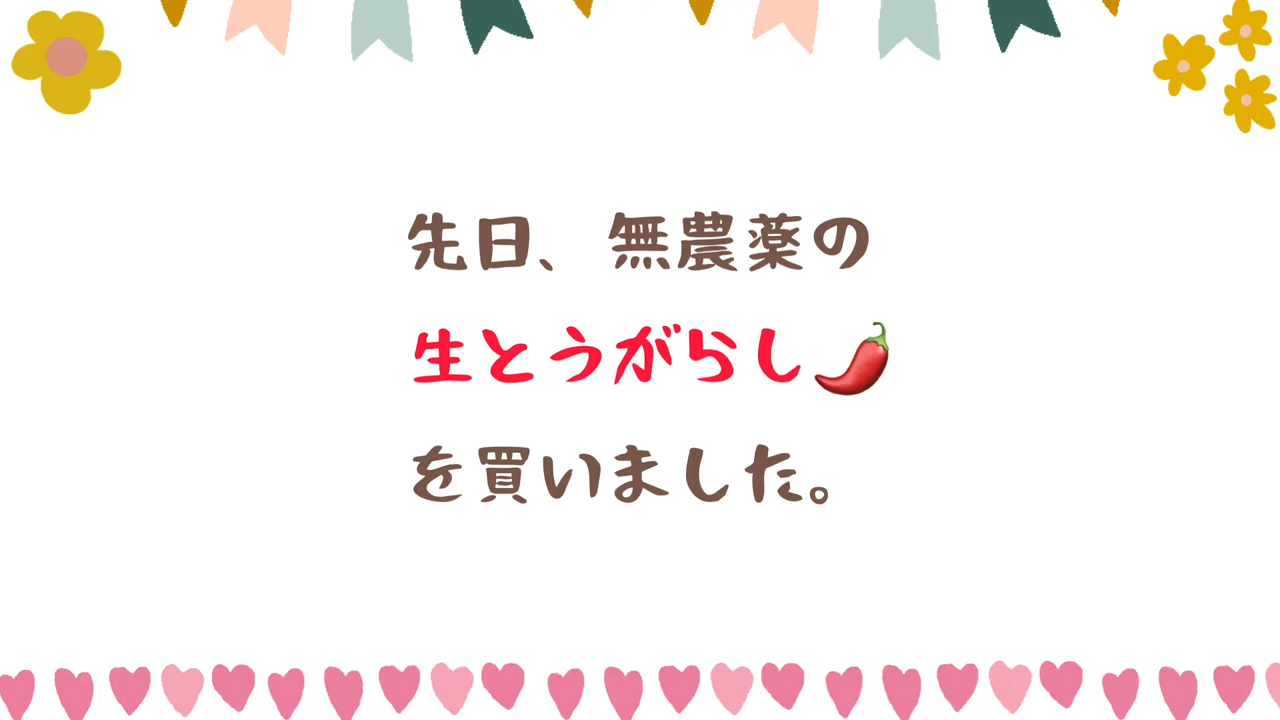 先日、無農薬の
生とうがらし🌶️
を買いました。